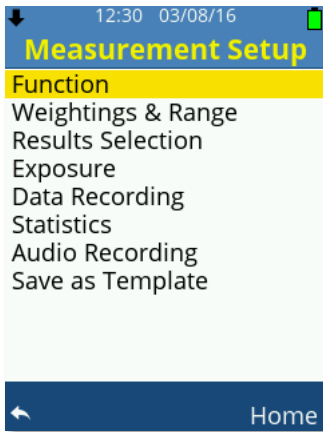 12:30 03/08/16
Measurement Setup
Function
Weightings & Range
Results Selection
Exposure
Data Recording
Statistics
Audio Recording
Save as Template
Home